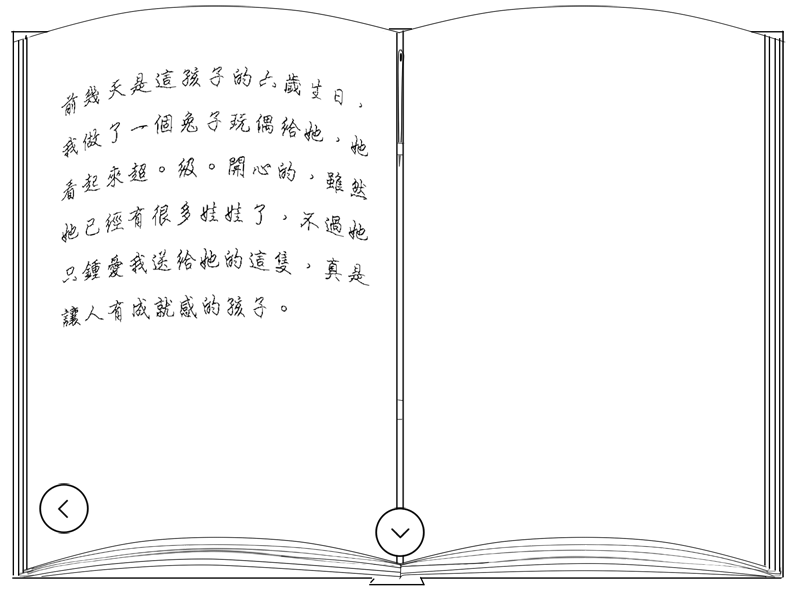 前幾天是這孩子的六歲生日，
我做了一個兔子玩偶給她，她
看起來超。級。開心的，雖然
她已經有很多娃娃了，不過她
只鍾愛我送給她的這隻，真是
讓人有成就感的孩子。